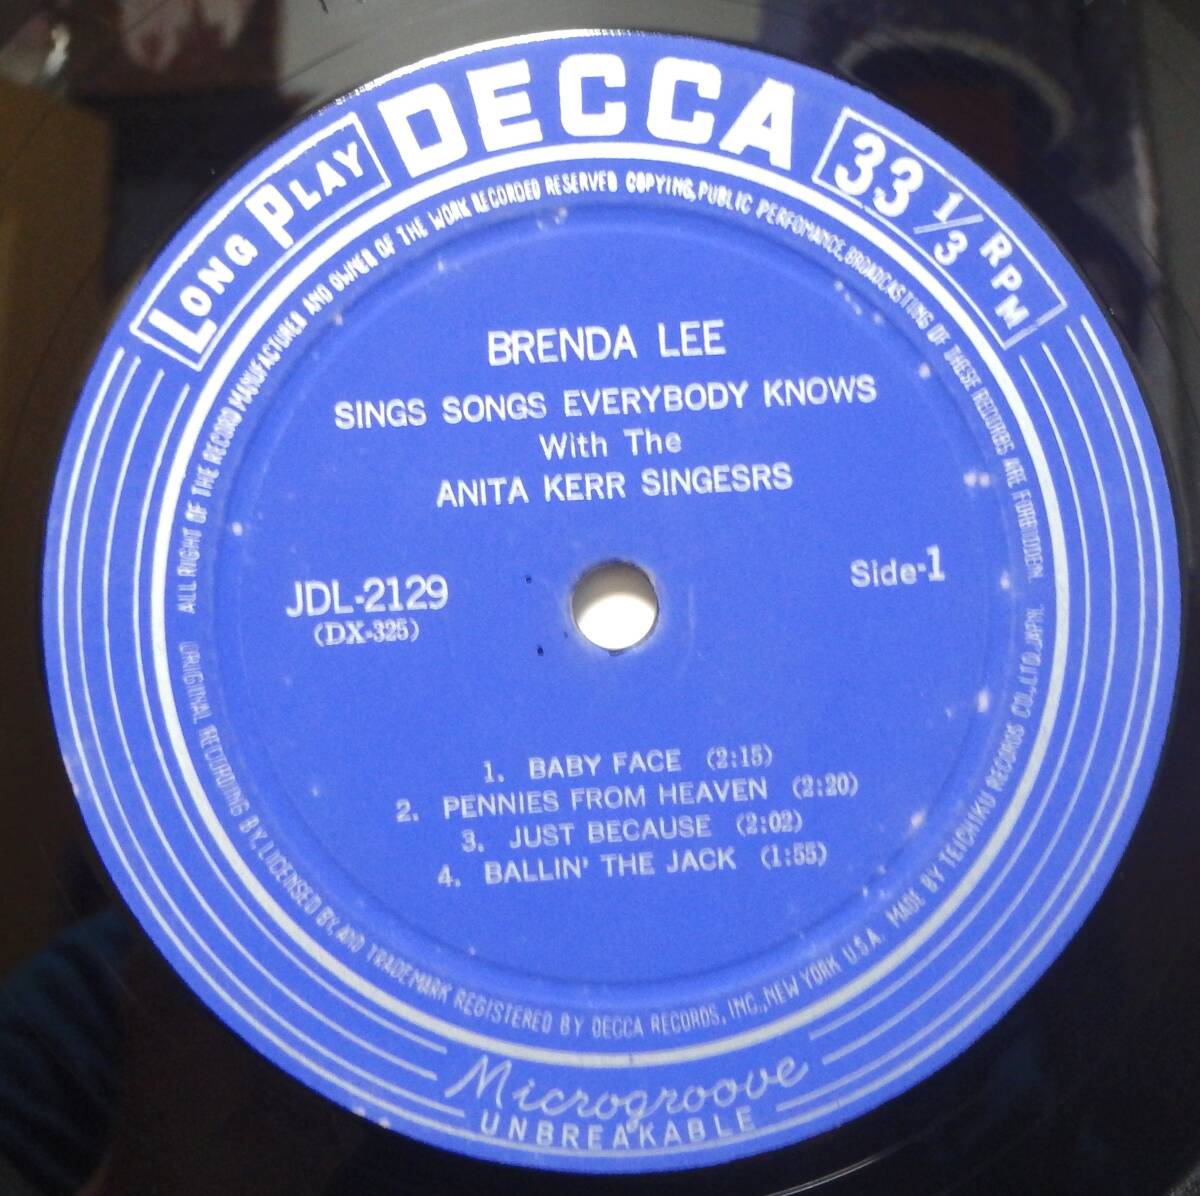 LONG PLAY
DECCA
33 1/3 RPM
ALL RIGHT OF THE RECORD MANUFACTURER AND OWNER OF THE WORK RECORDED RESERVED COPYING, PUBLIC PERFOMANCE, BROADCASTING OF THESE RECORDS ARE FORBIDDEN.
BRENDA LEE
SINGS SONGS EVERYBODY KNOWS
With The
ANITA KERR SINGESRS
JDL-2129
(DX-325)
Side-1
1. BABY FACE (2:15)
2. PENNIES FROM HEAVEN (2:20)
3. JUST BECAUSE (2:02)
4. BALLIN' THE JACK (1:55)
ORIGINAL RECORDING BY, LICENSED BY, AND TRADEMARK REGISTERED BY DECCA RECORDS, INC., NEW YORK U.S.A. MADE BY TEICHIKU RECORDS CO., LTD. JAPN.
Microgroove
UNBREAKABLE